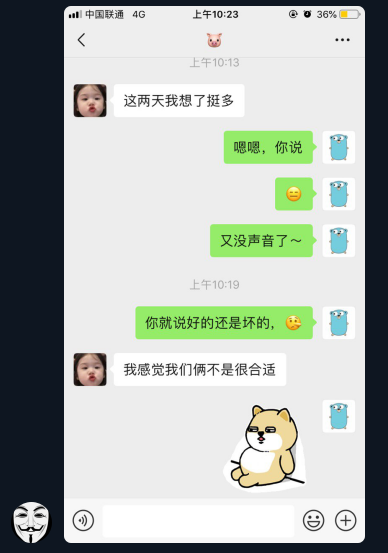 中国联通 4G 上午10:23 36%
上午10:13
这两天我想了挺多
嗯嗯，你说
又没声音了～
上午10:19
你就说好的还是坏的，
我感觉我们俩不是很合适